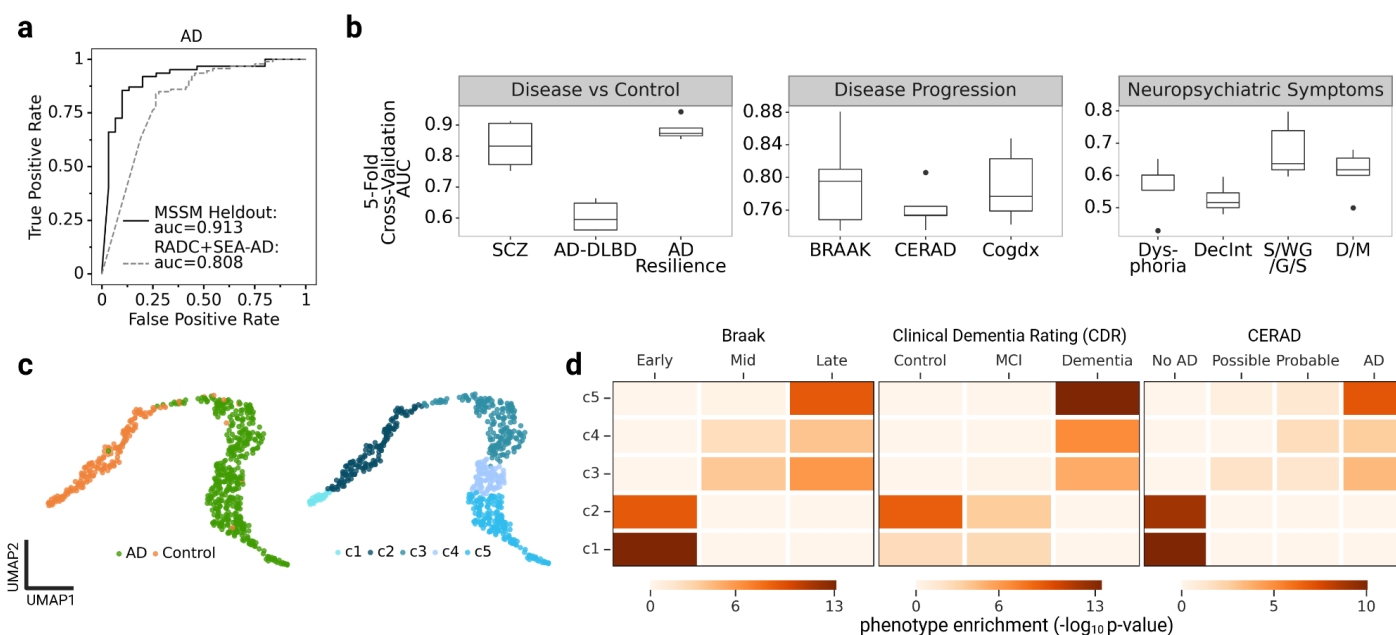 a
AD
True Positive Rate
1
0.75
0.50
0.25
0
MSSM Heldout:
auc=0.913
RADC+SEA-AD:
auc=0.808
0 0.25 0.50 0.75 1
False Positive Rate
b
5-Fold
Cross-Validation
AUC
Disease vs Control
0.9
0.8
0.7
0.6
SCZ AD-DLBD AD
Resilience
Disease Progression
0.88
0.84
0.80
0.76
BRAAK CERAD Cogdx
Neuropsychiatric Symptoms
0.8
0.7
0.6
0.5
Dys- DecInt S/WG D/M
phoria /G/S
c
UMAP2
UMAP1
AD Control
c1 c2 c3 c4 c5
d
Braak
Early Mid Late
Clinical Dementia Rating (CDR)
Control MCI Dementia
CERAD
No AD Possible Probable AD
c5
c4
c3
c2
c1
0 6 13
0 6 13
0 5 10
phenotype enrichment (-log₁₀ p-value)